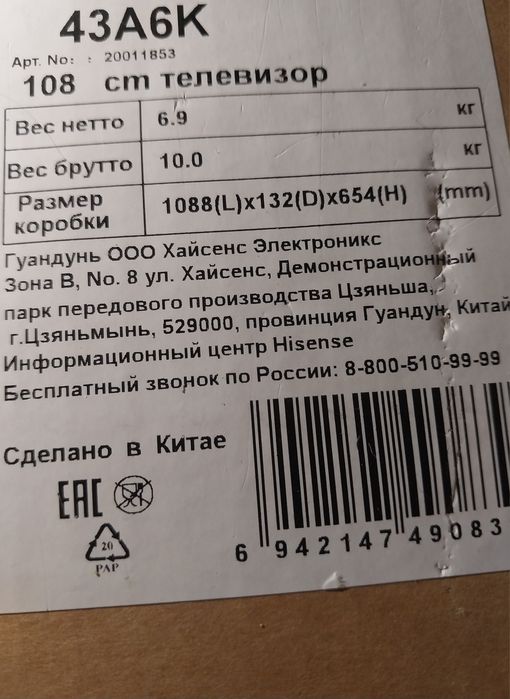 43A6K
Арт. No: : 20011853
108 cm телевизор
Вес нетто 6.9 кг
Вес брутто 10.0 кг
Размер коробки 1088(L)x132(D)x654(H) (mm)
Гуандунь ООО Хайсенс Электроникс
Зона B, No. 8 ул. Хайсенс, Демонстрационный
парк передового производства Цзяньша,
г.Цзяньмынь, 529000, провинция Гуандун, Китай
Информационный центр Hisense
Бесплатный звонок по России: 8-800-510-99-99
Сделано в Китае
EAC
20
PAP
6 942147 49083